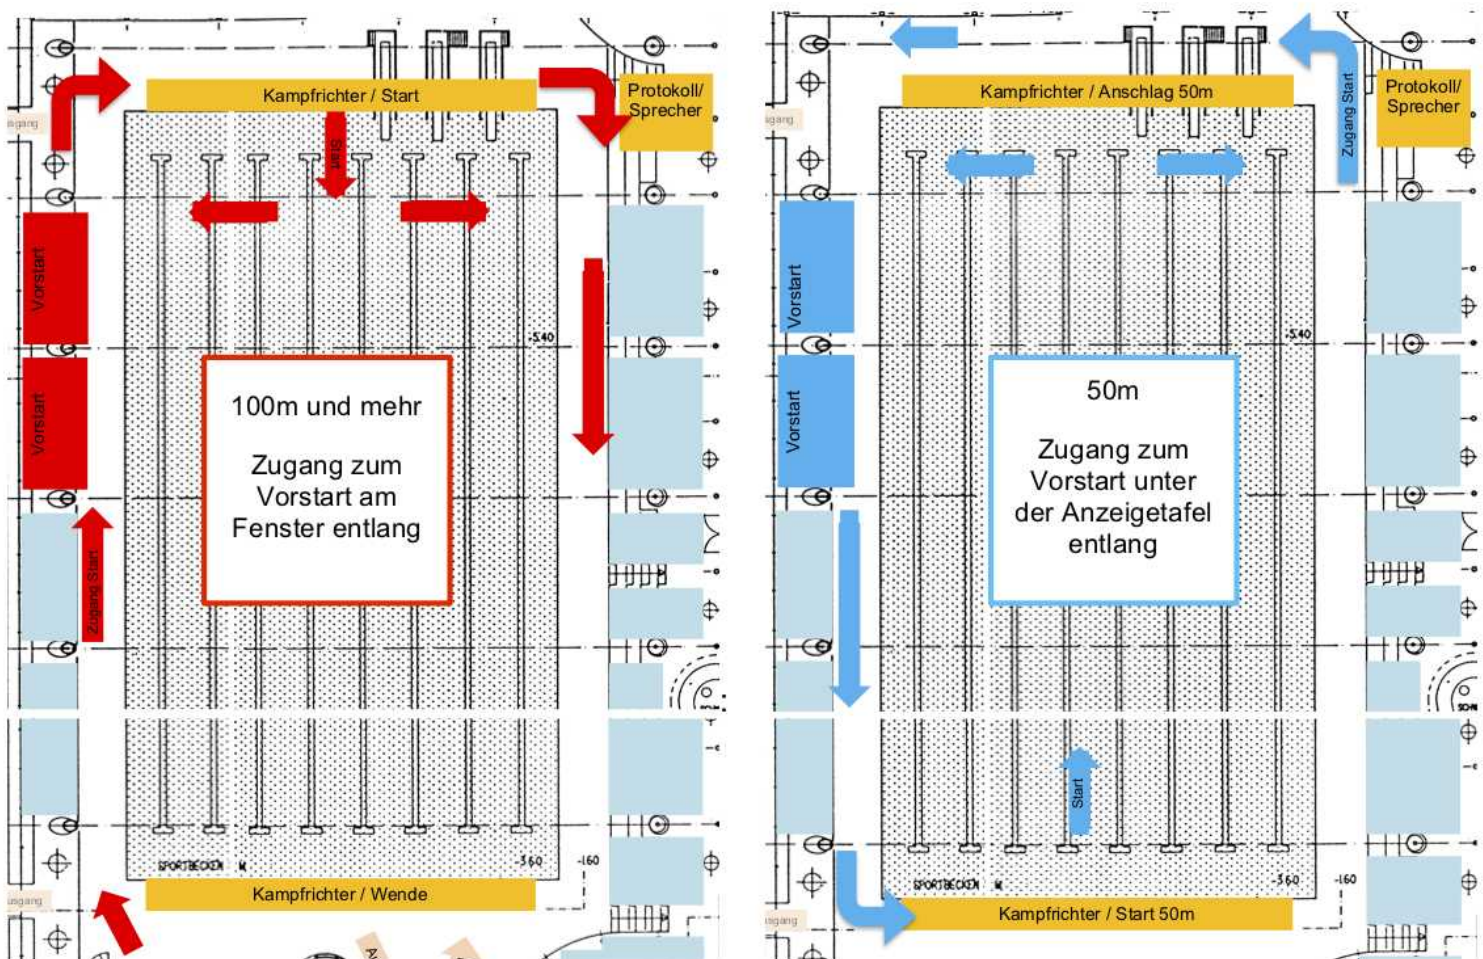 Kampfrichter / Start
Protokoll/
Sprecher
Start
Vorstart
Vorstart
-540
100m und mehr
Zugang zum
Vorstart am
Fenster entlang
Zugang Start
SPORTBECKEN
-360
-160
Kampfrichter / Wende
Kampfrichter / Anschlag 50m
Zugang Start
Protokoll/
Sprecher
Vorstart
Vorstart
-540
50m
Zugang zum
Vorstart unter
der Anzeigetafel
entlang
Start
SPORTBECKEN
-360
-160
Kampfrichter / Start 50m